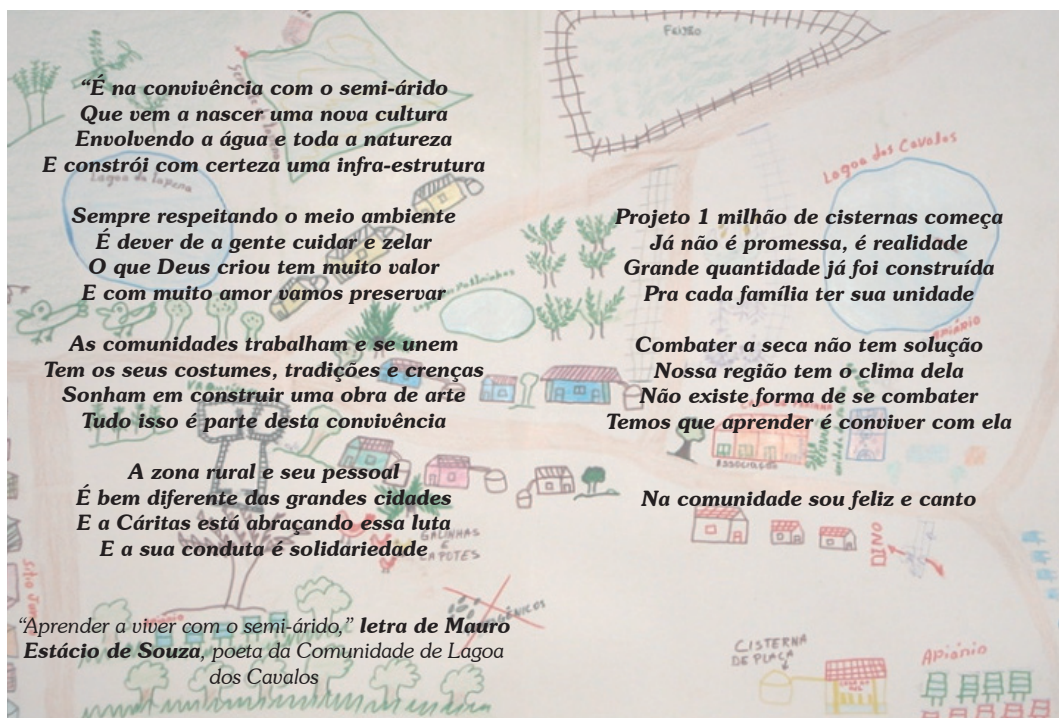 “É na convivência com o semi-árido
Que vem a nascer uma nova cultura
Envolvendo a água e toda a natureza
E constrói com certeza uma infra-estrutura
Sempre respeitando o meio ambiente
É dever de a gente cuidar e zelar
O que Deus criou tem muito valor
E com muito amor vamos preservar
As comunidades trabalham e se unem
Tem os seus costumes, tradições e crenças
Sonham em construir uma obra de arte
Tudo isso é parte desta convivência
A zona rural e seu pessoal
É bem diferente das grandes cidades
E a Cáritas está abraçando essa luta
E a sua conduta é solidariedade
“Aprender a viver com o semi-árido,” letra de Mauro
Estácio de Souza, poeta da Comunidade de Lagoa
dos Cavalos
Projeto 1 milhão de cisternas começa
Já não é promessa, é realidade
Grande quantidade já foi construída
Pra cada família ter sua unidade
Combater a seca não tem solução
Nossa região tem o clima dela
Não existe forma de se combater
Temos que aprender é conviver com ela
Na comunidade sou feliz e canto
Feijão
Lagoa dos Cavalos
Apiário
Associação
GALINHAS
E
CAPOTES
CISTERNA
DE PLACA
APiário